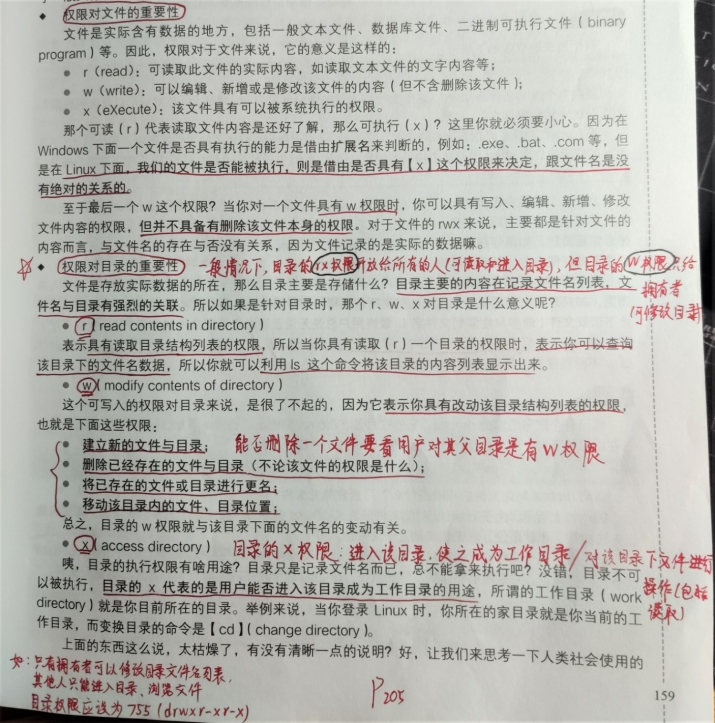 ◆ 权限对文件的重要性
文件是实际含有数据的地方，包括一般文本文件、数据库文件、二进制可执行文件（binary
program）等。因此，权限对于文件来说，它的意义是这样的：
● r（read）：可读取此文件的实际内容，如读取文本文件的文字内容等；
● w（write）：可以编辑、新增或是修改该文件的内容（但不含删除该文件）；
● x（eXecute）：该文件具有可以被系统执行的权限。
那个可读（r）代表读取文件内容是还好了解，那么可执行（x）？这里你就必须要小心。因为在
Windows 下面一个文件是否具有执行的能力是借由扩展名来判断的，例如：.exe、.bat、.com 等，但
是在 Linux 下面，我们的文件是否能被执行，则是借由是否具有【x】这个权限来决定，跟文件名是没
有绝对的关系的。
至于最后一个 w 这个权限？当你对一个文件具有 w 权限时，你可以具有写入、编辑、新增、修改
文件内容的权限，但并不具备有删除该文件本身的权限。对于文件的 rwx 来说，主要都是针对文件的
内容而言，与文件名的存在与否没有关系，因为文件记录的是实际的数据嘛。
◆ 权限对目录的重要性 一般情况下,目录的rx权限开放给所有的人(可读取和进入目录),但目录的W权限只给
拥有者
可修改目录
文件是存放实际数据的所在，那么目录主要是存储什么？目录主要的内容在记录文件名列表，文
件名与目录有强烈的关联。所以如果是针对目录时，那个 r、w、x 对目录是什么意义呢？
● r（read contents in directory）
表示具有读取目录结构列表的权限，所以当你具有读取（r）一个目录的权限时，表示你可以查询
该目录下的文件名数据，所以你就可以利用 ls 这个命令将该目录的内容列表显示出来。
● w（modify contents of directory）
这个可写入的权限对目录来说，是很了不起的，因为它表示你具有改动该目录结构列表的权限，
也就是下面这些权限：
● 建立新的文件与目录； 能否删除一个文件要看用户对其父目录是有W权限
● 删除已经存在的文件与目录（不论该文件的权限是什么）；
● 将已存在的文件或目录进行更名；
● 移动该目录内的文件、目录位置；
总之，目录的 w 权限就与该目录下面的文件名的变动有关。
● x（access directory） 目录的X权限:进入该目录,使之成为工作目录/对该目录下文件进行
操作(包括
读取)
咦，目录的执行权限有啥用途？目录只是记录文件名而已，总不能拿来执行吧？没错，目录不可
以被执行，目录的 x 代表的是用户能否进入该目录成为工作目录的用途，所谓的工作目录（work
directory）就是你目前所在的目录。举例来说，当你登录 Linux 时，你所在的家目录就是你当前的工
作目录，而变换目录的命令是【cd】（change directory）。
上面的东西这么说，太枯燥了，有没有清晰一点的说明？好，让我们来思考一下人类社会使用的
如:只有拥有者可以修改目录文件名列表,
其他人只能进入目录、浏览文件
目录权限应设为755(drwxr-xr-x)
P205
159